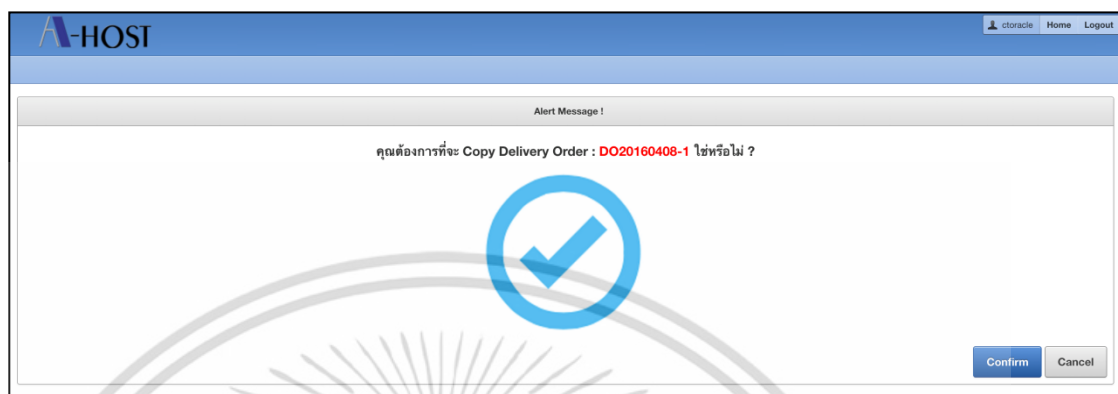 A-HOST
ctoracle Home Logout
Alert Message !
คุณต้องการที่จะ Copy Delivery Order : DO20160408-1 ใช่หรือไม่ ?
Confirm Cancel